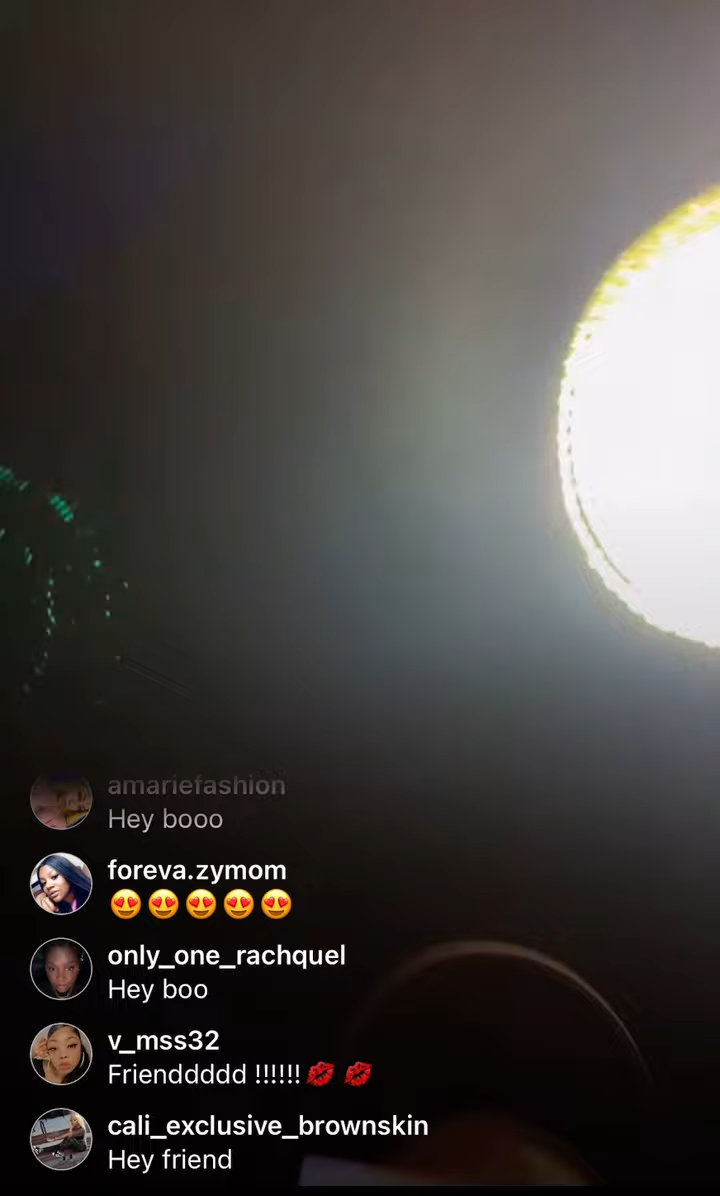 amariefashion
Hey booo
foreva.zymom
😍😍😍😍😍
only_one_rachquel
Hey boo
v_mss32
Frienddddd !!!!!!💋 💋
cali_exclusive_brownskin
Hey friend